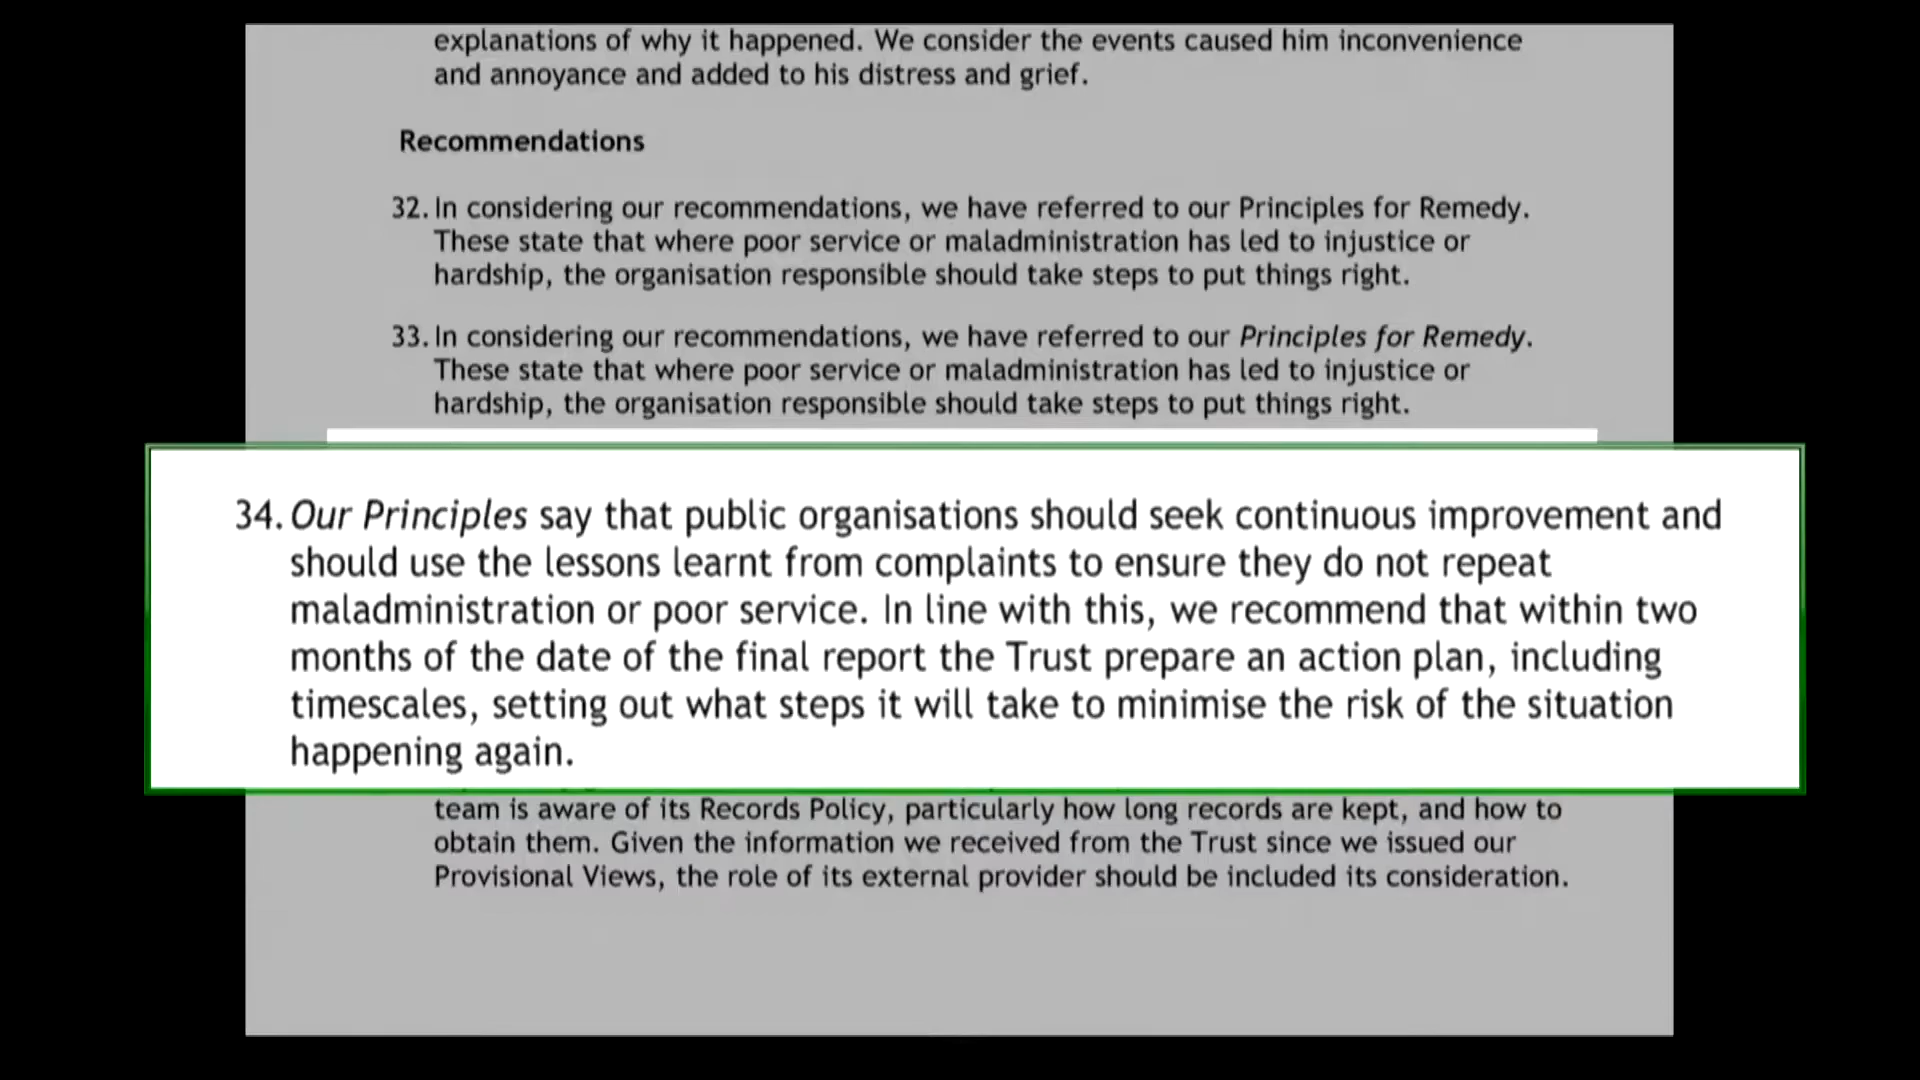 explanations of why it happened. We consider the events caused him inconvenience
and annoyance and added to his distress and grief.
Recommendations
32. In considering our recommendations, we have referred to our Principles for Remedy.
These state that where poor service or maladministration has led to injustice or
hardship, the organisation responsible should take steps to put things right.
33. In considering our recommendations, we have referred to our Principles for Remedy.
These state that where poor service or maladministration has led to injustice or
hardship, the organisation responsible should take steps to put things right.
34. Our Principles say that public organisations should seek continuous improvement and
should use the lessons learnt from complaints to ensure they do not repeat
maladministration or poor service. In line with this, we recommend that within two
months of the date of the final report the Trust prepare an action plan, including
timescales, setting out what steps it will take to minimise the risk of the situation
happening again.
team is aware of its Records Policy, particularly how long records are kept, and how to
obtain them. Given the information we received from the Trust since we issued our
Provisional Views, the role of its external provider should be included its consideration.